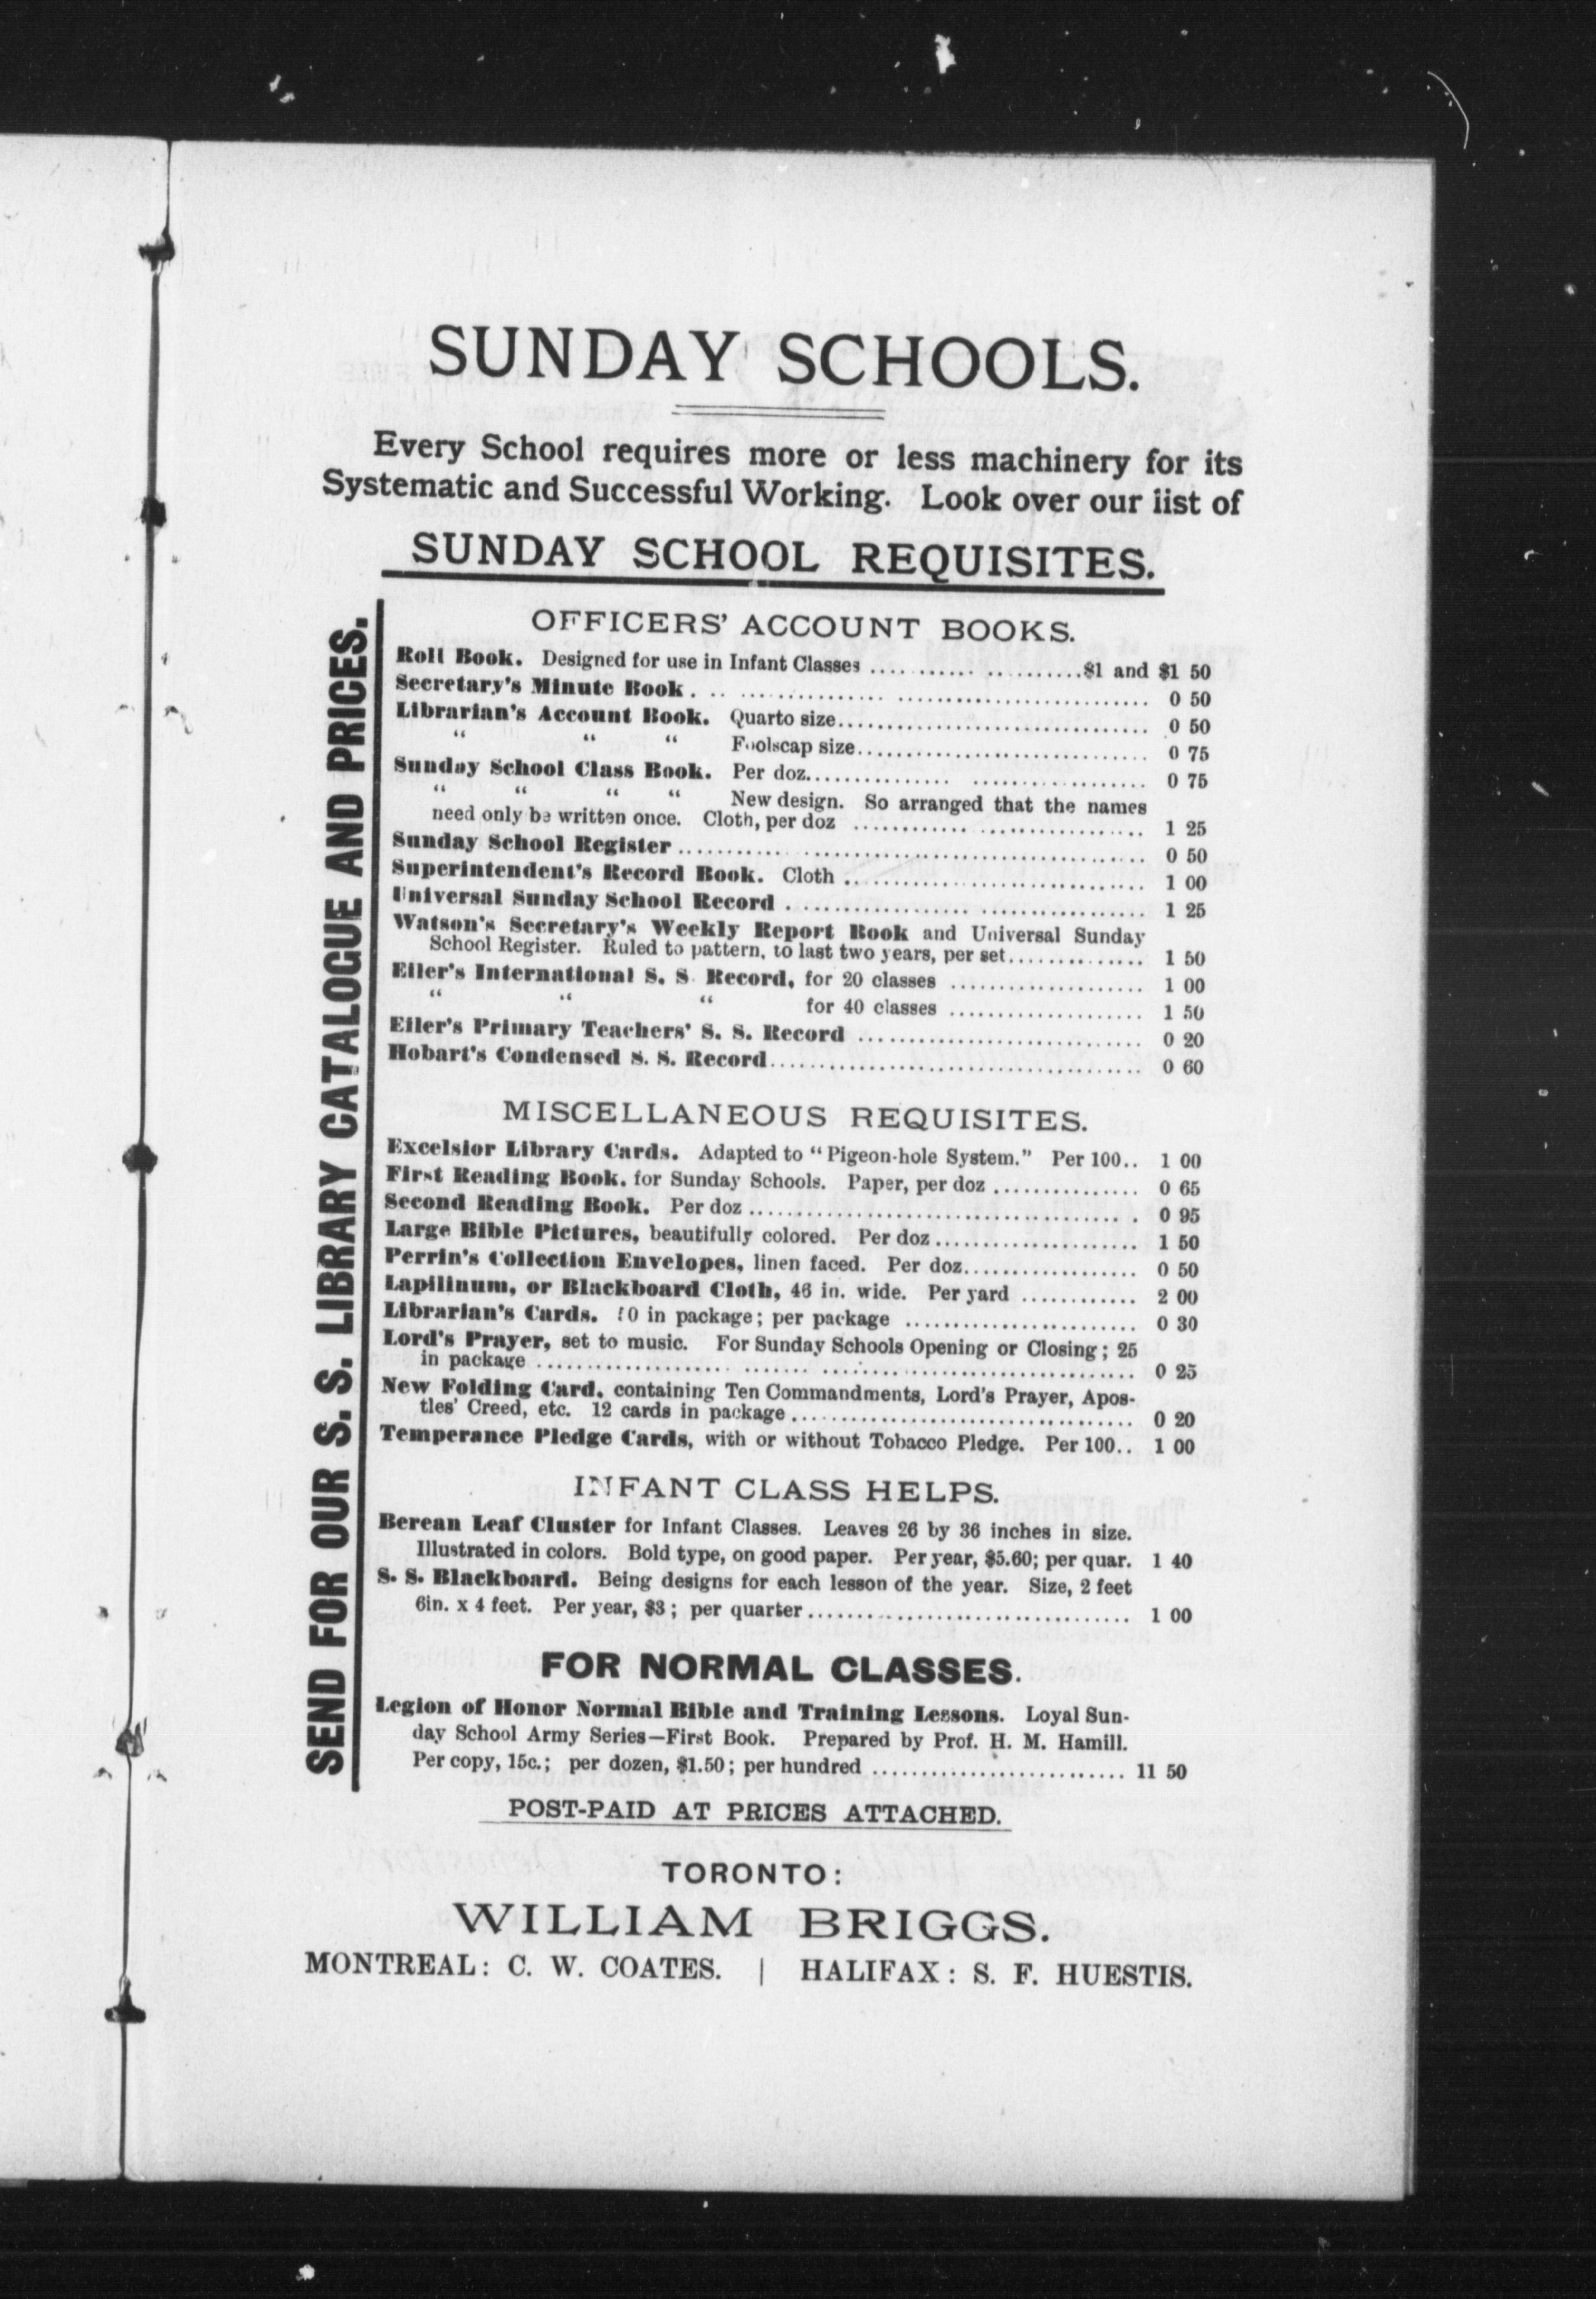 SUNDAY SCHOOLS.
Every School requires more or less machinery for its
Systematic and Successful Working. Look over our list of
SUNDAY SCHOOL REQUISITES.
SEND FOR OUR S. S. LIBRARY CATALOGUE AND PRICES.
OFFICERS' ACCOUNT BOOKS.
Roll Book. Designed for use in Infant Classes ........................$1 and $1 50
Secretary's Minute Book........................ 0 50
Librarian's Account Book. Quarto size........................ 0 50
“ “ “ Foolscap size........................ 0 75
Sunday School Class Book. Per doz........................ 0 75
“ “ “ “ New design. So arranged that the names
need only be written once. Cloth, per doz ........................ 1 25
Sunday School Register ........................ 0 50
Superintendent's Record Book. Cloth ........................ 1 00
Universal Sunday School Record ........................ 1 25
Watson's Secretary's Weekly Report Book and Universal Sunday
School Register. Ruled to pattern, to last two years, per set............... 1 50
Eiler's International S. S. Record, for 20 classes .................... 1 00
“ “ “ for 40 classes .................... 1 50
Eiler's Primary Teachers' S. S. Record ........................ 0 20
Hobart's Condensed S. S. Record........................ 0 60
MISCELLANEOUS REQUISITES.
Excelsior Library Cards. Adapted to “Pigeon-hole System.” Per 100.. 1 00
First Reading Book, for Sunday Schools. Paper, per doz ............... 0 65
Second Reading Book. Per doz ........................ 0 95
Large Bible Pictures, beautifully colored. Per doz...................... 1 50
Perrin's Collection Envelopes, linen faced. Per doz.................. 0 50
Lapilinum, or Blackboard Cloth, 46 in. wide. Per yard ............ 2 00
Librarian's Cards. in package; per package ........................ 0 30
Lord's Prayer, set to music. For Sunday Schools Opening or Closing; 25
in package ........................ 0 25
New Folding Card, containing Ten Commandments, Lord's Prayer, Apos-
tles' Creed, etc. 12 cards in package........................ 0 20
Temperance Pledge Cards, with or without Tobacco Pledge. Per 100.. 1 00
INFANT CLASS HELPS.
Berean Leaf Cluster for Infant Classes. Leaves 26 by 36 inches in size.
Illustrated in colors. Bold type, on good paper. Per year, $5.60; per quar. 1 40
S. S. Blackboard. Being designs for each lesson of the year. Size, 2 feet
6in. x 4 feet. Per year, $3; per quarter........................ 1 00
FOR NORMAL CLASSES.
Legion of Honor Normal Bible and Training Lessons. Loyal Sun-
day School Army Series—First Book. Prepared by Prof. H. M. Hamill.
Per copy, 15c.; per dozen, $1.50; per hundred .......................... 11 50
POST-PAID AT PRICES ATTACHED.
TORONTO:
WILLIAM BRIGGS.
MONTREAL: C. W. COATES. | HALIFAX: S. F. HUESTIS.